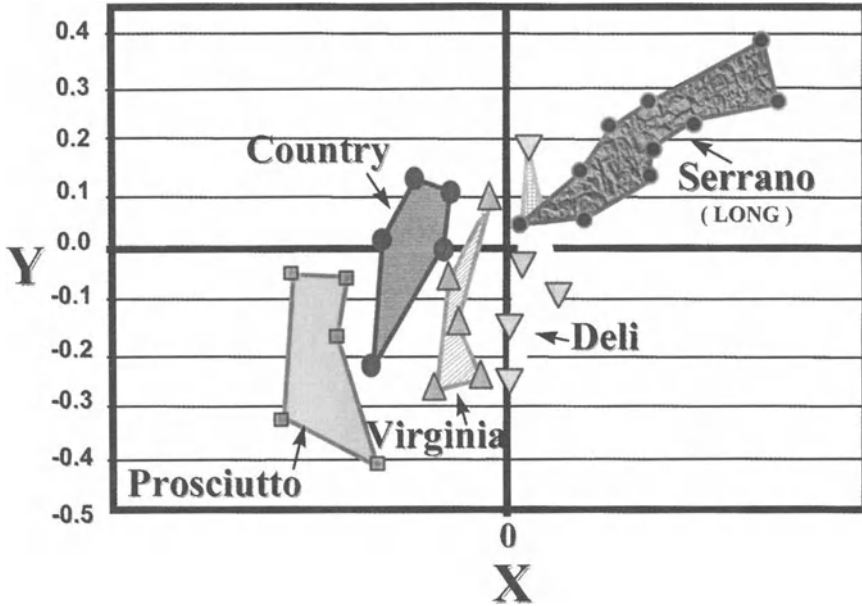 0.4
0.3
0.2
Country
Serrano
0.1
( LONG )
0.0
Y
-0.1
Deli
-0.2
-0.3
Virginia
-0.4
Prosciutto
-0.5
0
X